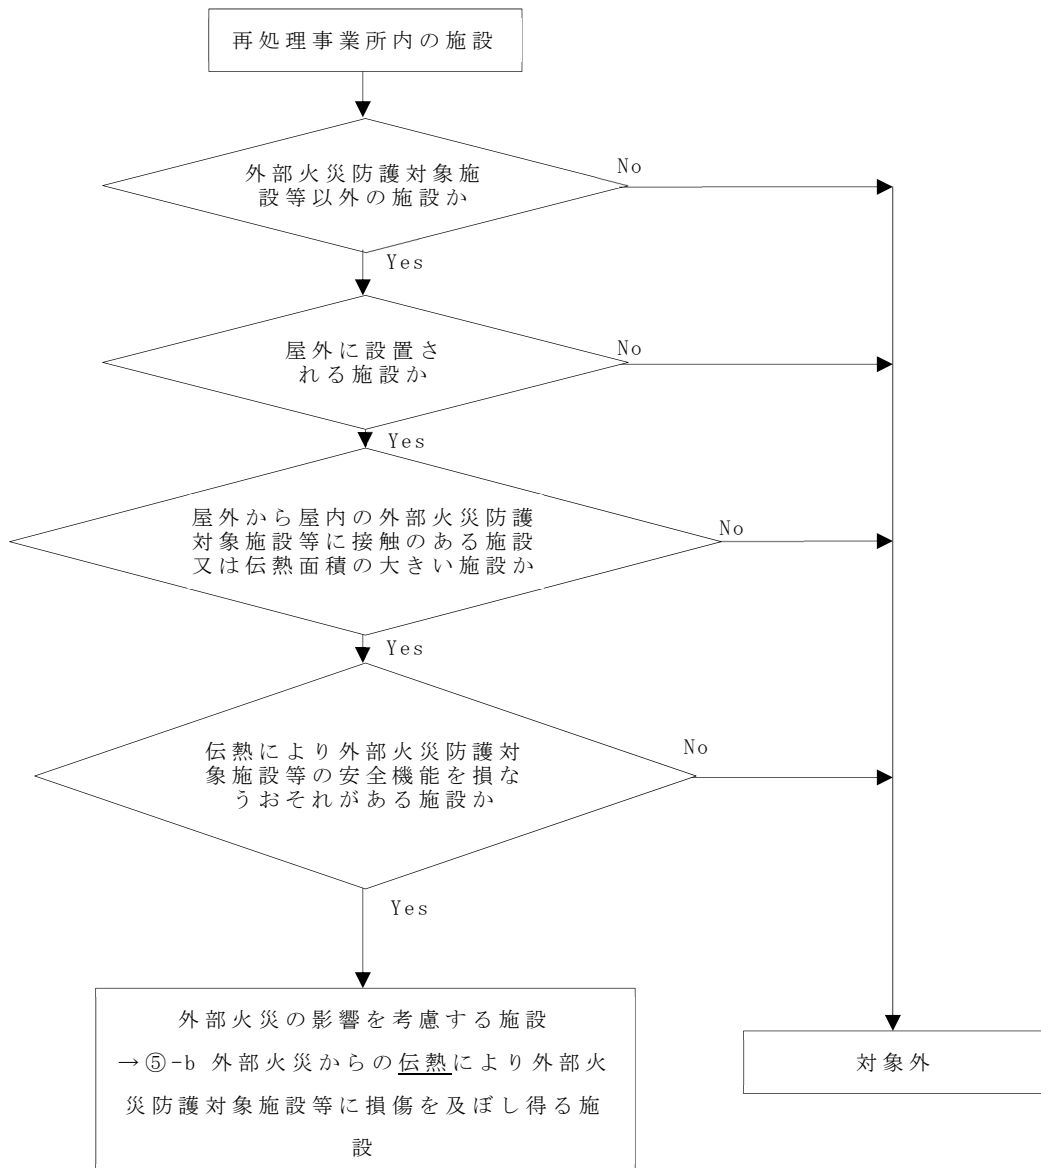 再処理事業所内の施設
外部火災防護対象施
設等以外の施設か
No
Yes
屋外に設置さ
れる施設か
No
Yes
屋外から屋内の外部火災防護
対象施設等に接触のある施設
又は伝熱面積の大きい施設か
No
Yes
伝熱により外部火災防護対
象施設等の安全機能を損な
うおそれがある施設か
No
Yes
外部火災の影響を考慮する施設
→⑤-b 外部火災からの伝熱により外部火
災防護対象施設等に損傷を及ぼし得る施
設
対象外